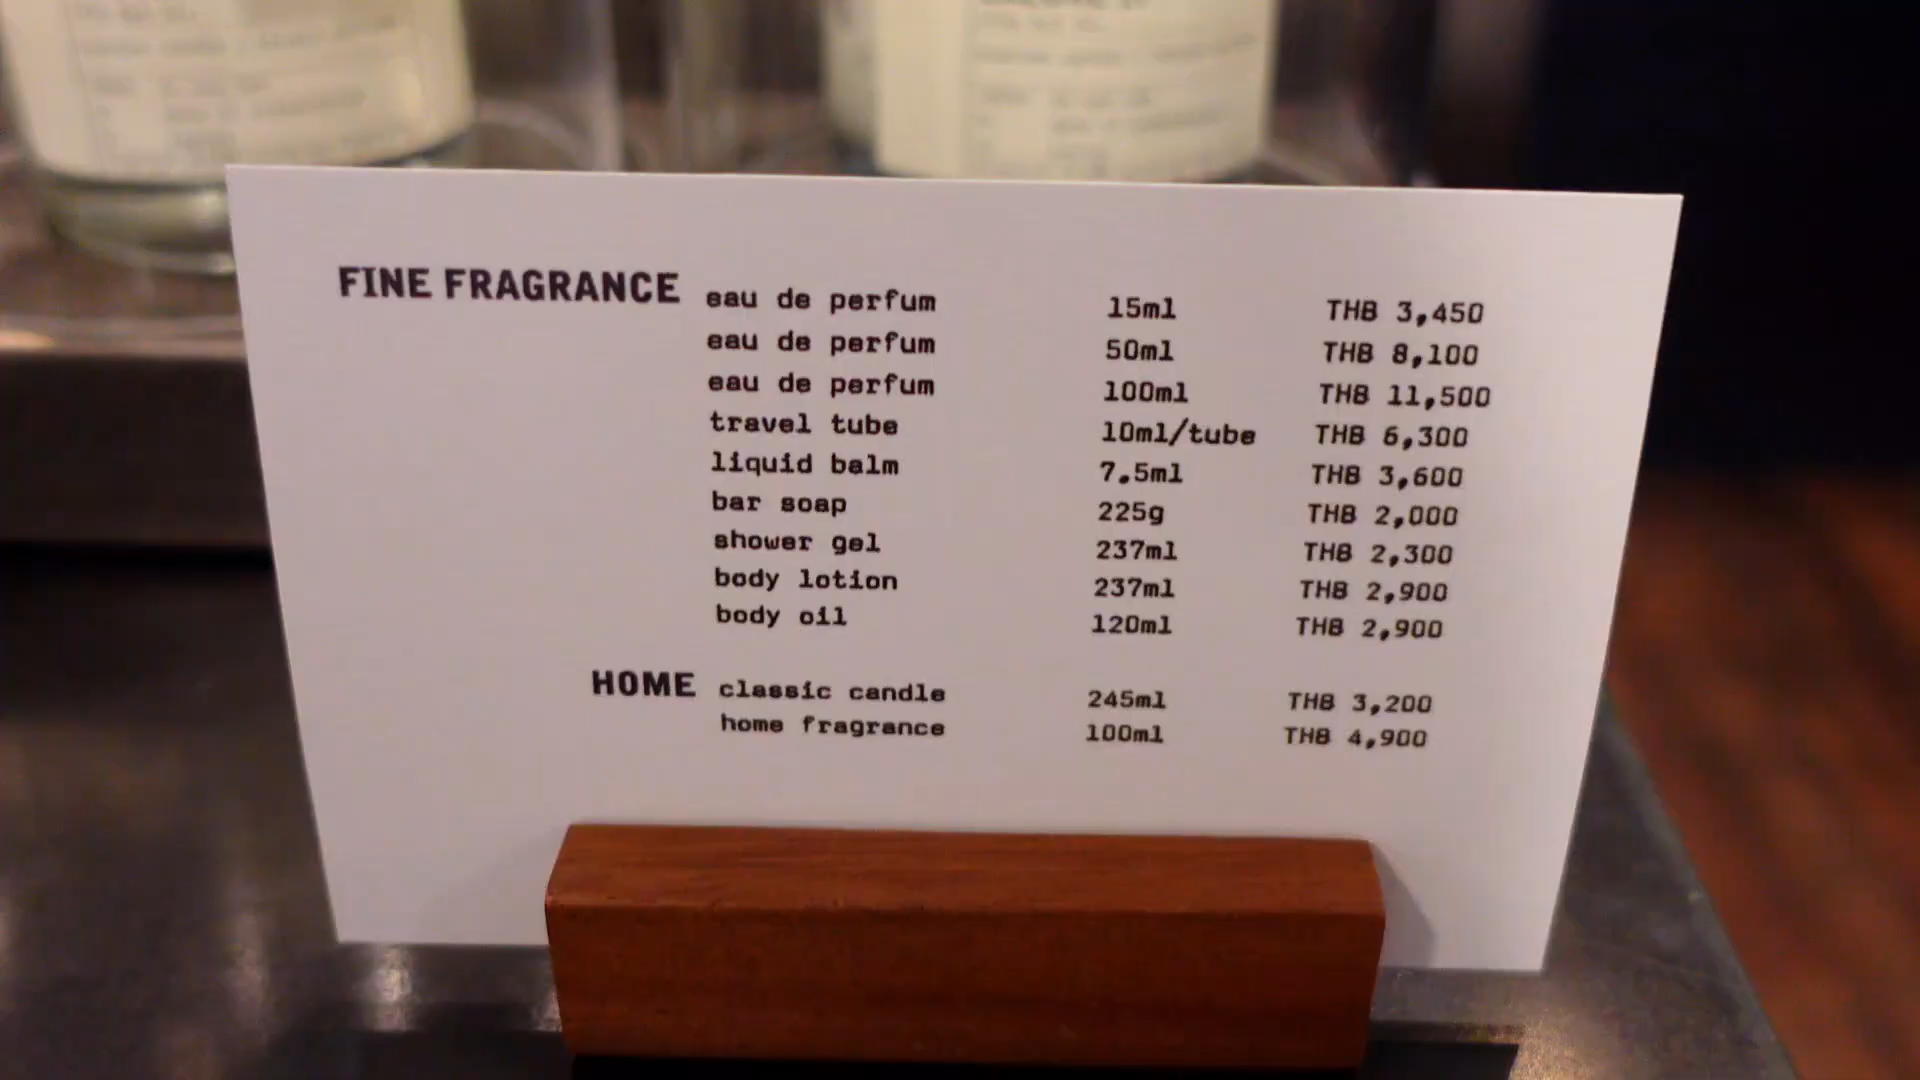 FINE FRAGRANCE eau de perfum 15ml THB 3,450
eau de perfum 50ml THB 8,100
eau de perfum 100ml THB 11,500
travel tube 10ml/tube THB 6,300
liquid balm 7.5ml THB 3,600
bar soap 225g THB 2,000
shower gel 237ml THB 2,300
body lotion 237ml THB 2,900
body oil 120ml THB 2,900
HOME classic candle 245ml THB 3,200
home fragrance 100ml THB 4,900